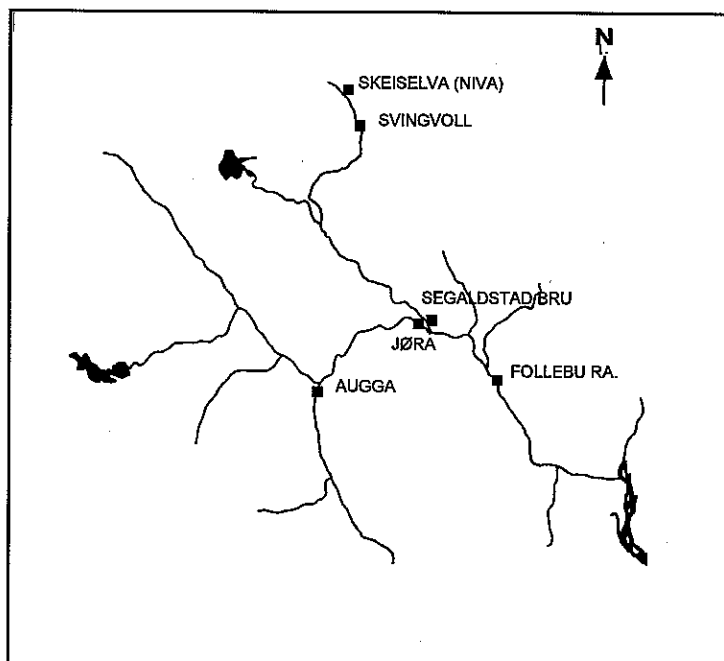 N
SKEISELVA (NIVA)
SVINGVOLL
SEGALDSTAD BRU
JØRA
FOLLEBU RA.
AUGGA